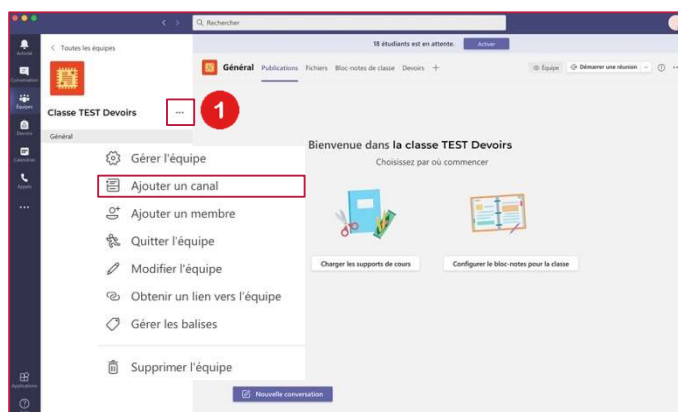 Rechercher
Activité
Conversation
Équipes
Devoirs
Calendrier
Appels
Applications
Toutes les équipes
Classe TEST Devoirs
...
1
Général
Gérer l'équipe
Ajouter un canal
Ajouter un membre
Quitter l'équipe
Modifier l'équipe
Obtenir un lien vers l'équipe
Gérer les balises
Supprimer l'équipe
18 étudiants est en attente. Activer
Général Publications Fichiers Bloc-notes de classe Devoirs + Équipe Démarrer une réunion
Bienvenue dans la classe TEST Devoirs
Choisissez par où commencer
Charger les supports de cours Configurer le bloc-notes pour la classe
Nouvelle conversation